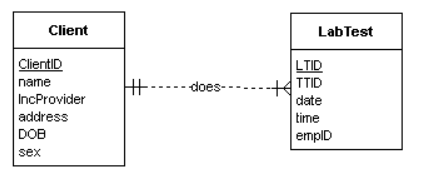 Client
ClientID
name
IncProvider
address
DOB
sex
does
LabTest
LTID
TTID
date
time
empID